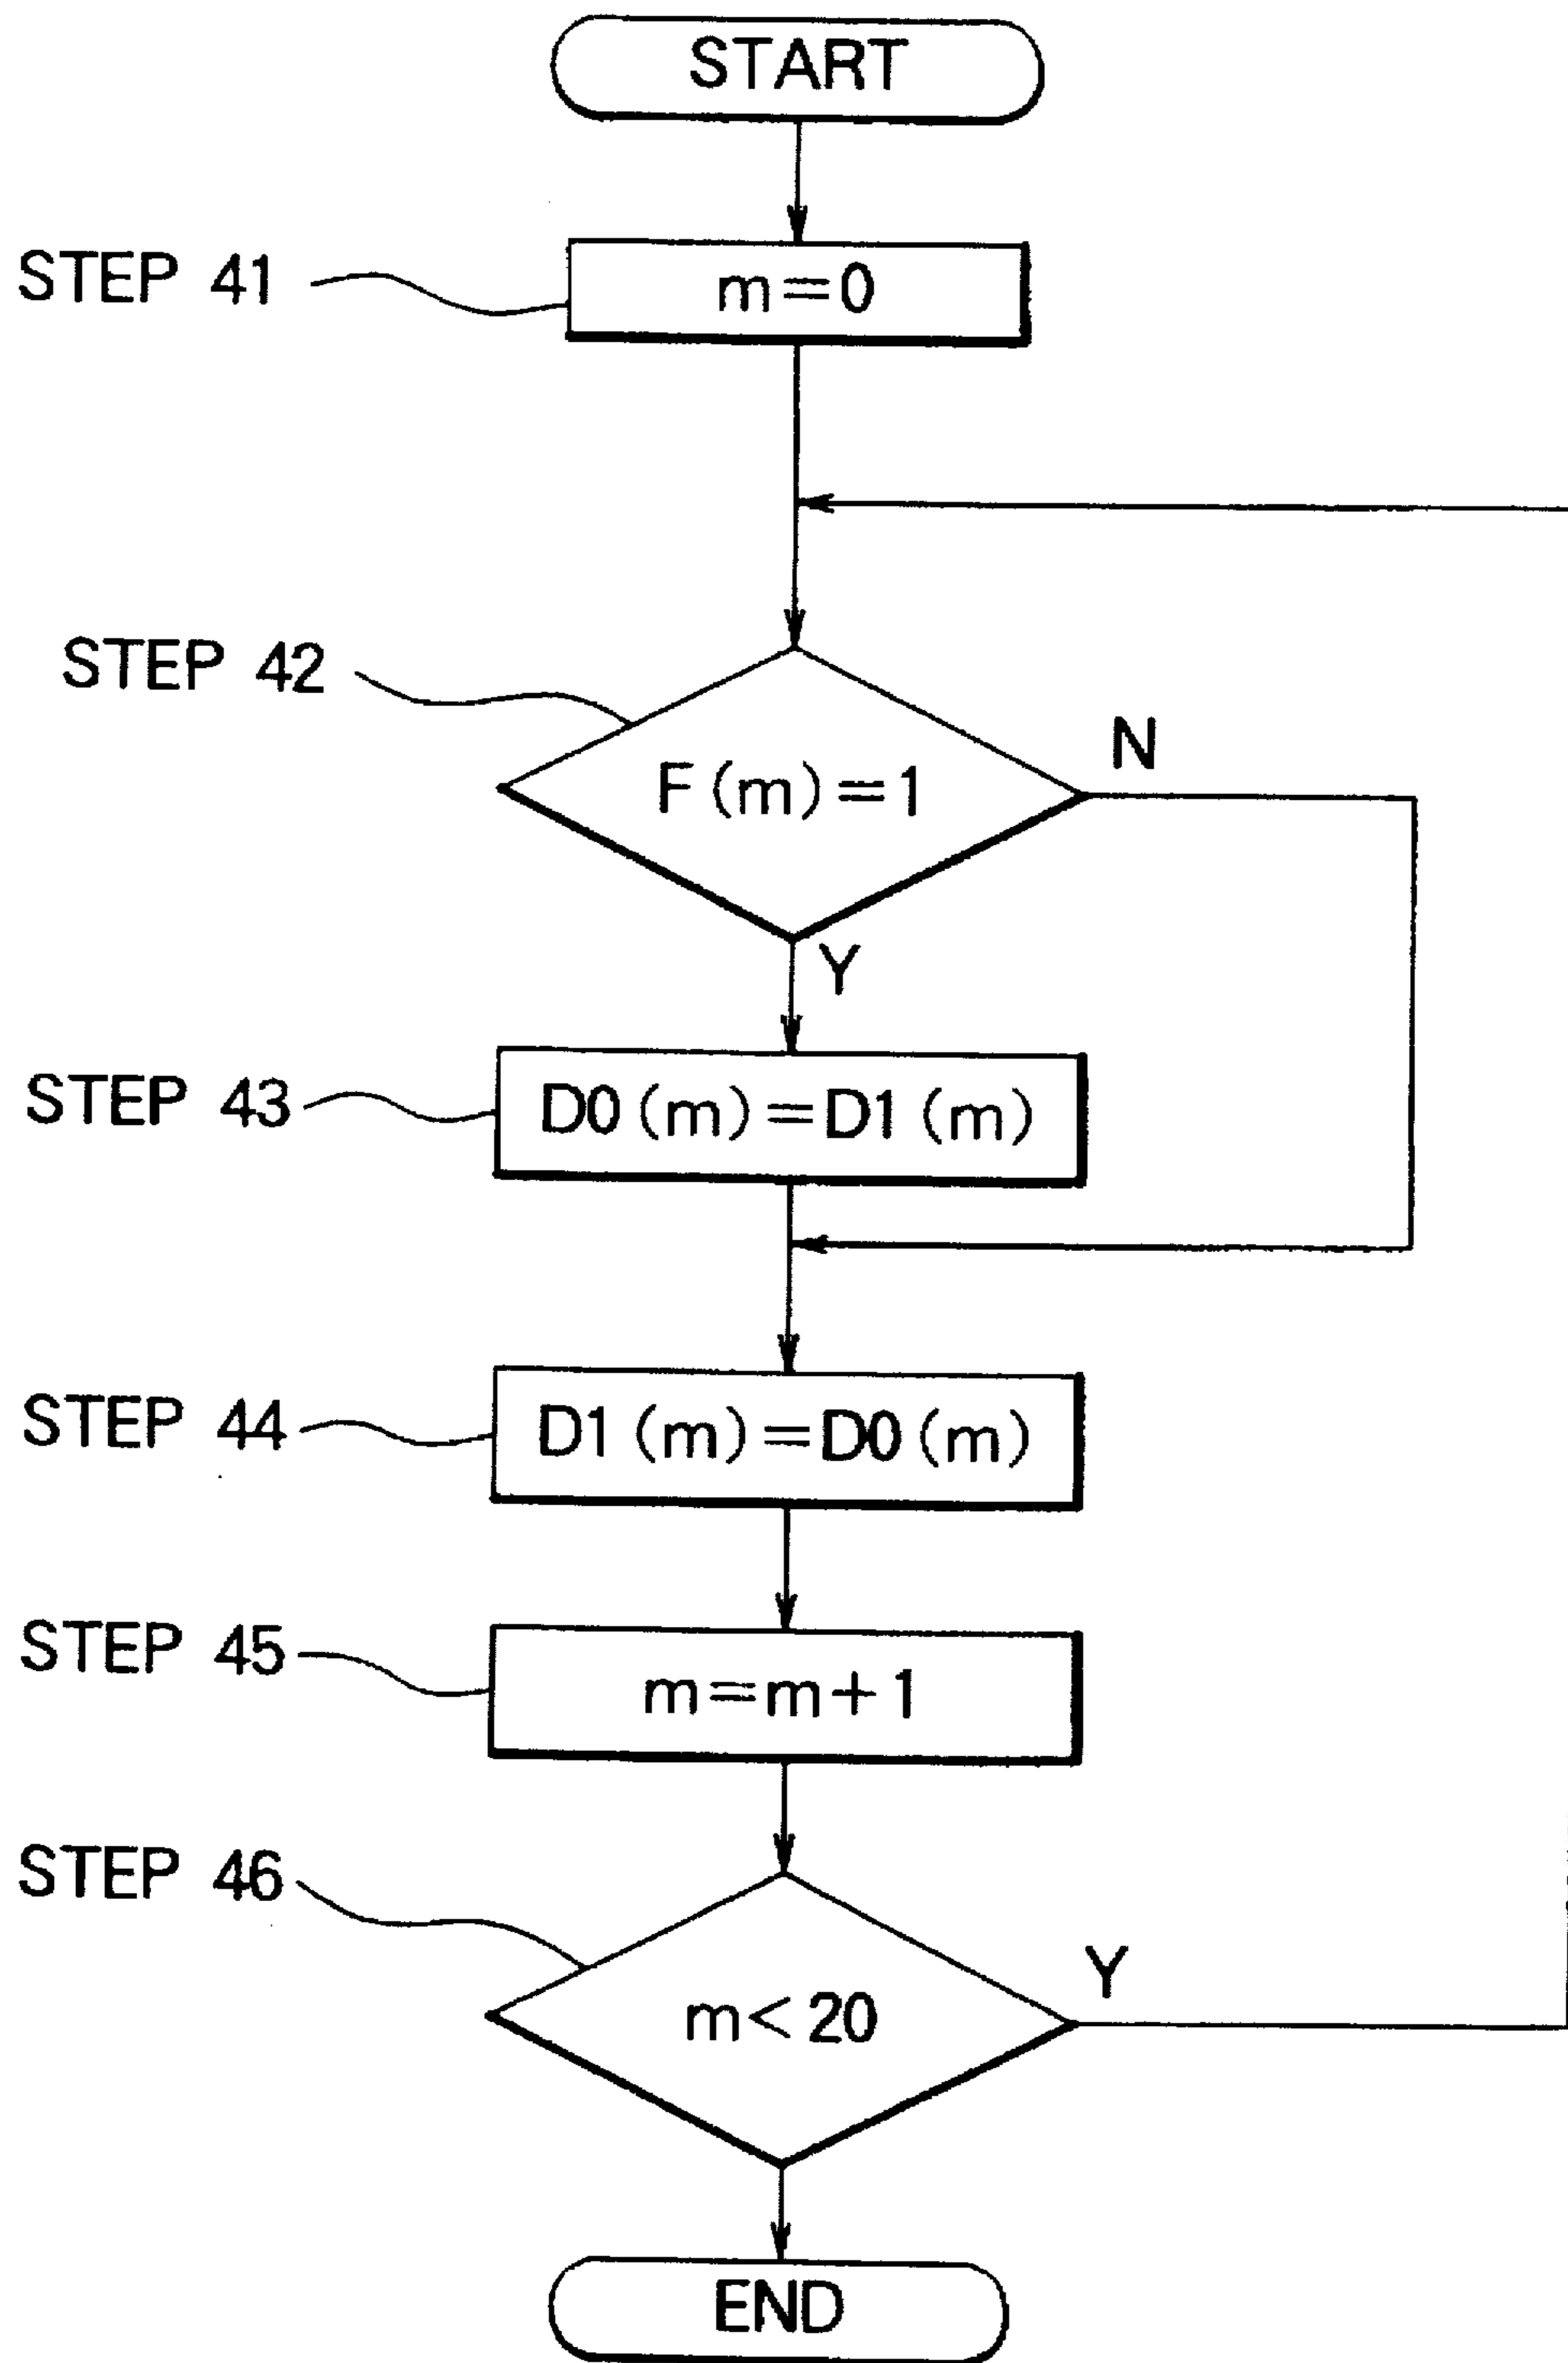 START
STEP 41
m=0
STEP 42
F(m)=1
N
Y
STEP 43
D0(m)=D1(m)
STEP 44
D1(m)=D0(m)
STEP 45
m=m+1
STEP 46
m<20
Y
END